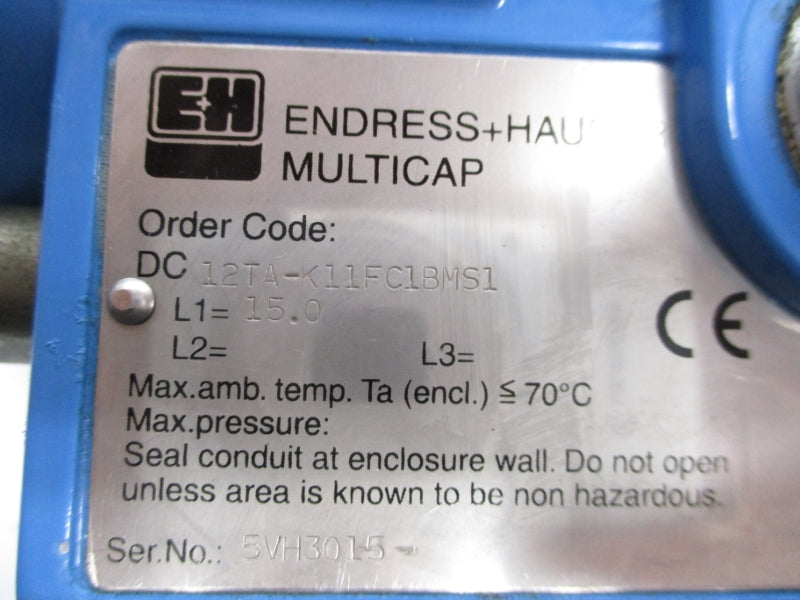 E+H
ENDRESS+HAU
MULTICAP
Order Code:
DC 12TA-K11FC1BMS1
L1= 15.0
L2= L3=
Max.amb. temp. Ta (encl.) ≤ 70°C
Max.pressure:
Seal conduit at enclosure wall. Do not open
unless area is known to be non hazardous.
Ser.No.: 5VH3015-
CE